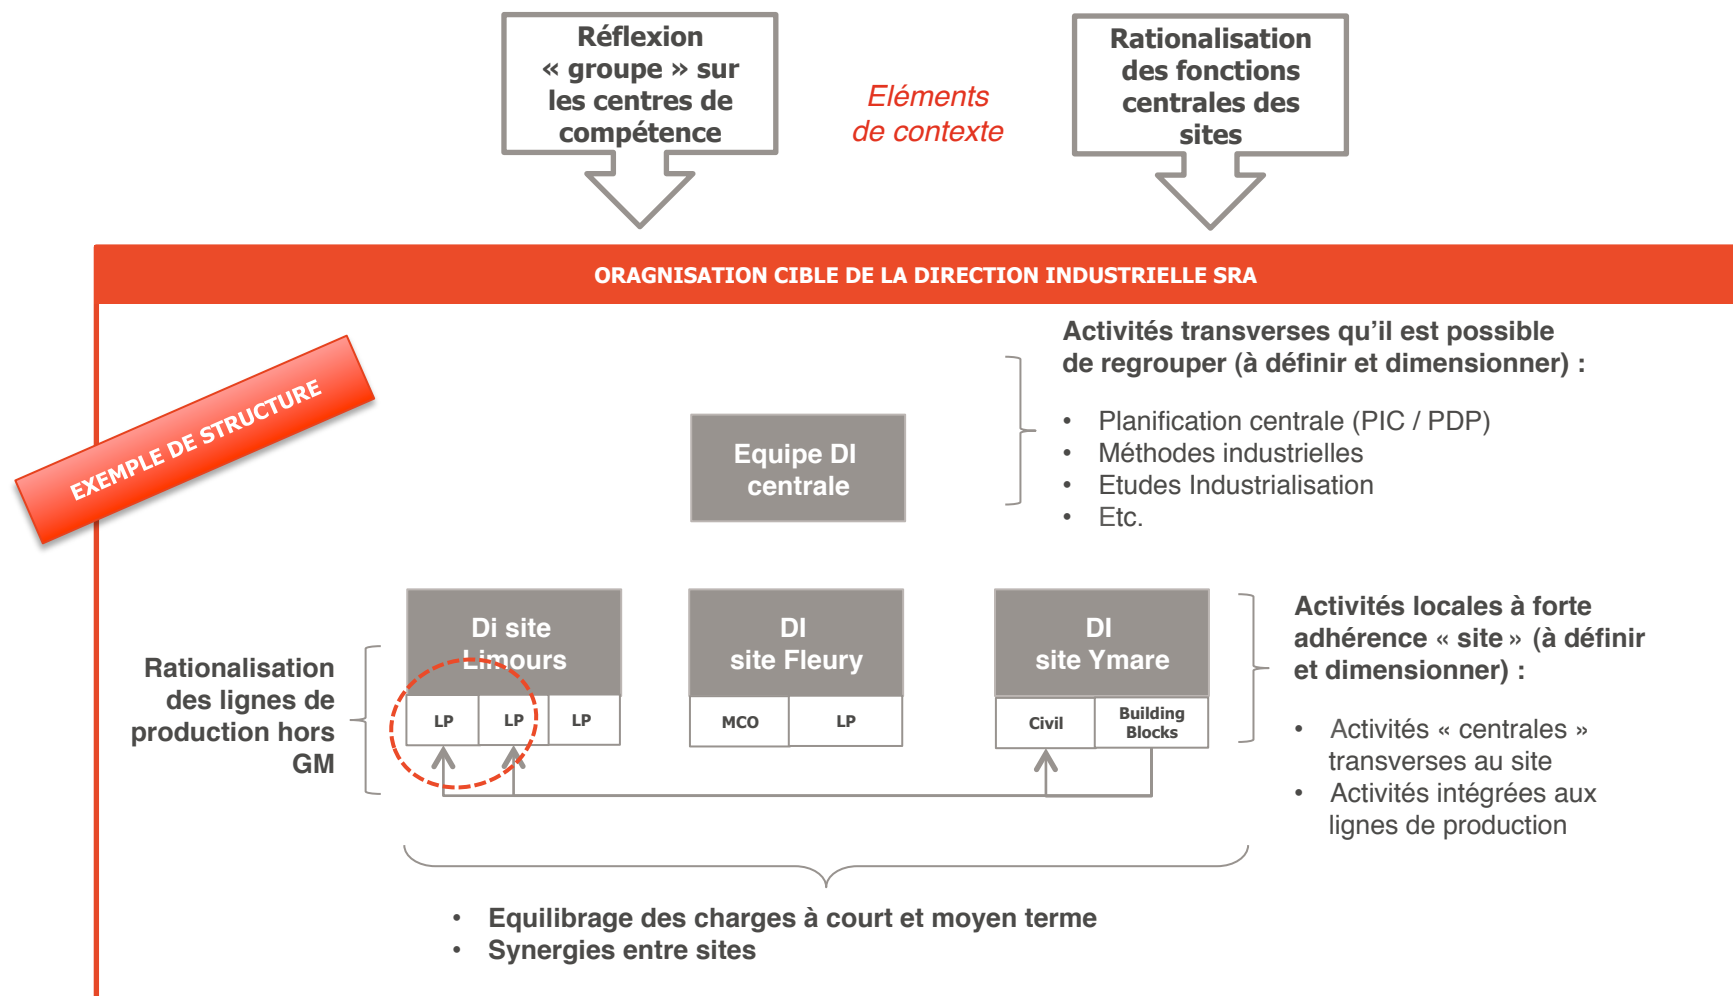 Réflexion
« groupe » sur
les centres de
compétence
Eléments
de contexte
Rationalisation
des fonctions
centrales des
sites
ORAGNISATION CIBLE DE LA DIRECTION INDUSTRIELLE SRA
EXEMPLE DE STRUCTURE
Activités transverses qu'il est possible
de regrouper (à définir et dimensionner) :
• Planification centrale (PIC / PDP)
• Méthodes industrielles
• Etudes Industrialisation
• Etc.
Equipe DI
centrale
Rationalisation
des lignes de
production hors
GM
Di site
Limours
LP
LP
LP
DI
site Fleury
MCO
LP
DI
site Ymare
Civil
Building
Blocks
Activités locales à forte
adhérence « site » (à définir
et dimensionner) :
• Activités « centrales »
transverses au site
• Activités intégrées aux
lignes de production
• Equilibrage des charges à court et moyen terme
• Synergies entre sites